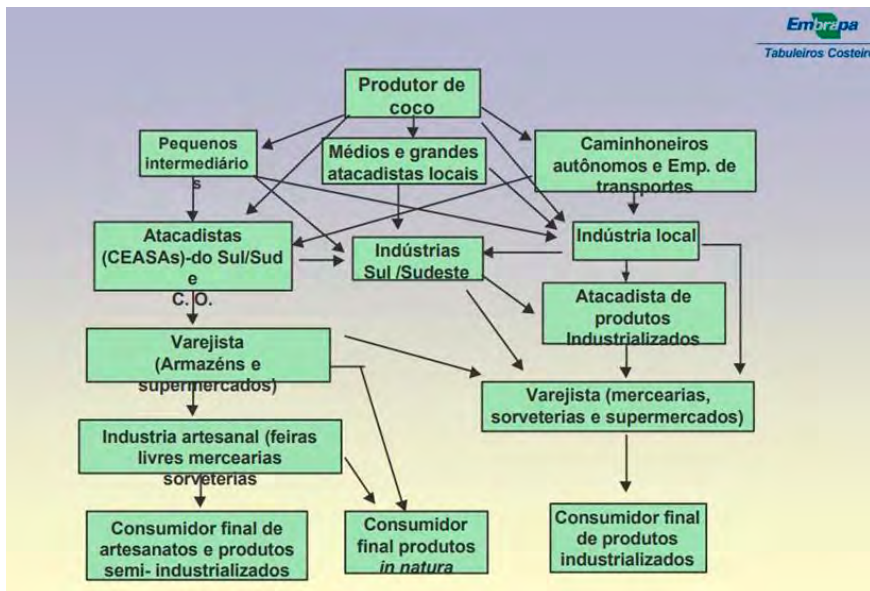 Embrapa
Tabuleiros Costeiro
Produtor de
coco
Pequenos
intermediário
s
Médios e grandes
atacadistas locais
Caminhoneiros
autônomos e Emp. de
transportes
Atacadistas
(CEASAs)-do Sul/Sud
e
C. O.
Indústrias
Sul /Sudeste
Indústria local
Atacadista de
produtos
Industrializados
Varejista
(Armazéns e
supermercados)
Varejista (mercearias,
sorveterias e supermercados)
Industria artesanal (feiras
livres mercearias
sorveterias
Consumidor final de
artesanatos e produtos
semi- industrializados
Consumidor
final produtos
in natura
Consumidor final
de produtos
industrializados